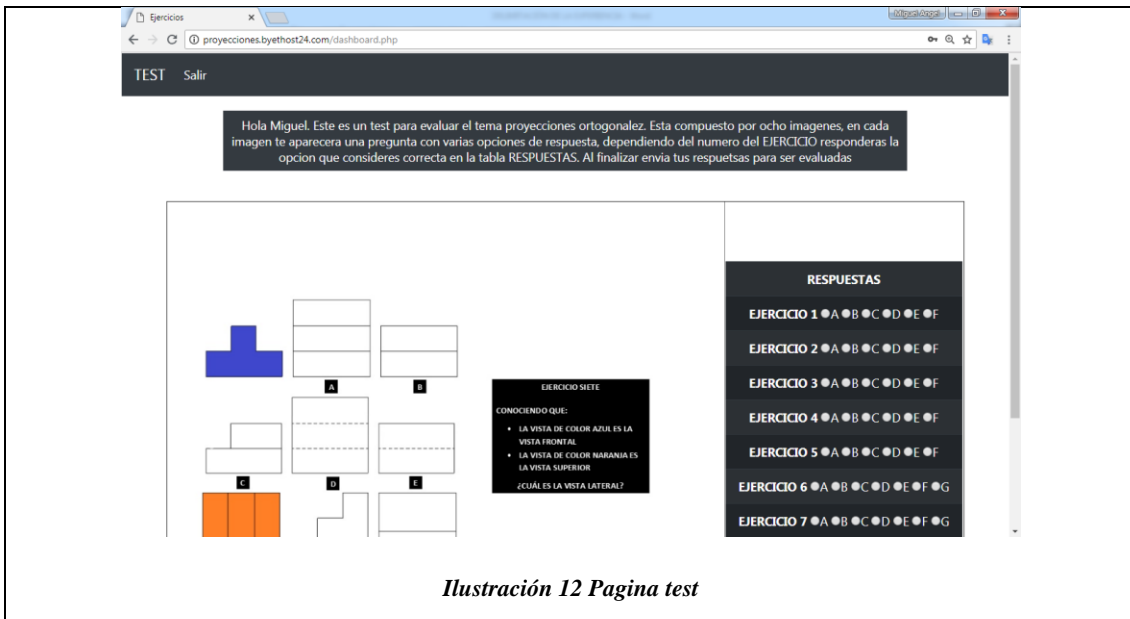 Ejercicios
Miguel Angel
proyecciones.byethost24.com/dashboard.php
TEST Salir
Hola Miguel. Este es un test para evaluar el tema proyecciones ortogonalez. Esta compuesto por ocho imagenes, en cada
imagen te aparecera una pregunta con varias opciones de respuesta, dependiendo del numero del EJERCICIO responderas la
opcion que consideres correcta en la tabla RESPUESTAS. Al finalizar envia tus respuetsas para ser evaluadas
A
B
C
D
E
EJERCICIO SIETE
CONOCIENDO QUE:
• LA VISTA DE COLOR AZUL ES LA
VISTA FRONTAL
• LA VISTA DE COLOR NARANJA ES
LA VISTA SUPERIOR
¿CUÁL ES LA VISTA LATERAL?
RESPUESTAS
EJERCICIO 1 A B C D E F
EJERCICIO 2 A B C D E F
EJERCICIO 3 A B C D E F
EJERCICIO 4 A B C D E F
EJERCICIO 5 A B C D E F
EJERCICIO 6 A B C D E F G
EJERCICIO 7 A B C D E F G
Ilustración 12 Pagina test